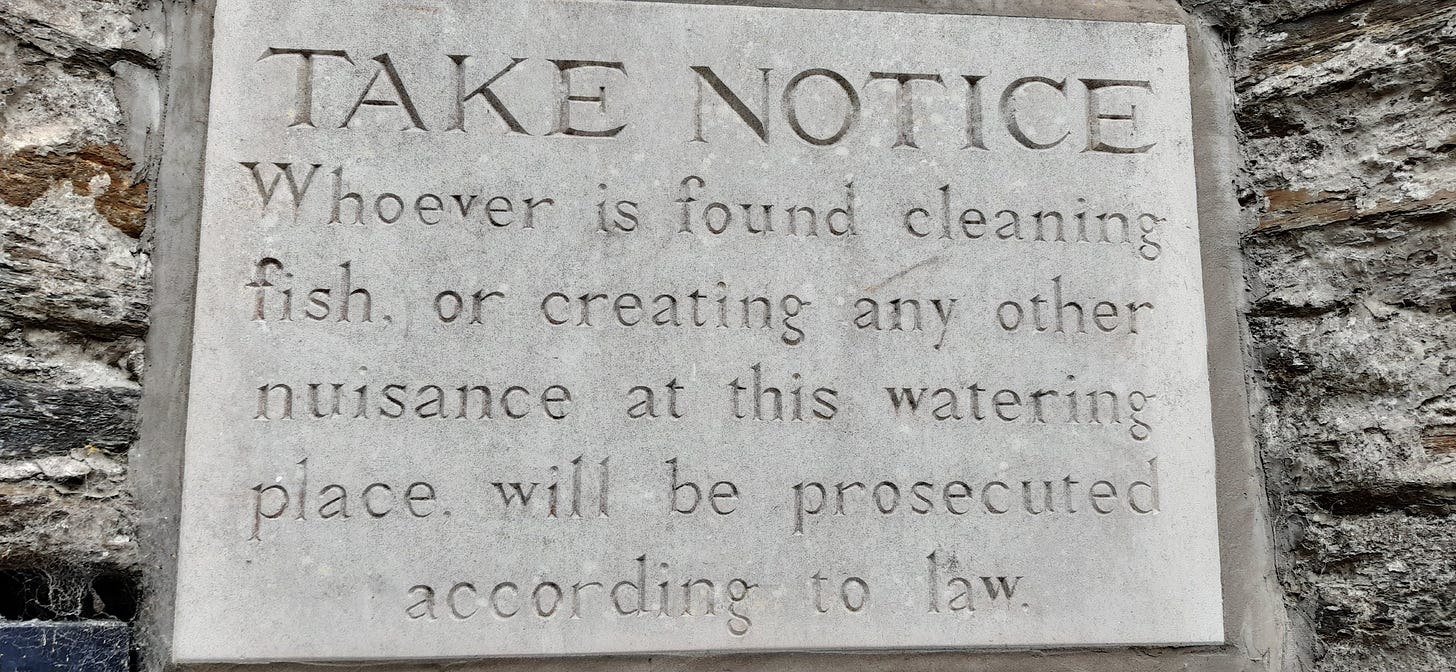 TAKE NOTICE
Whoever is found cleaning
fish, or creating any other
nuisance at this watering
place, will be prosecuted
according to law.